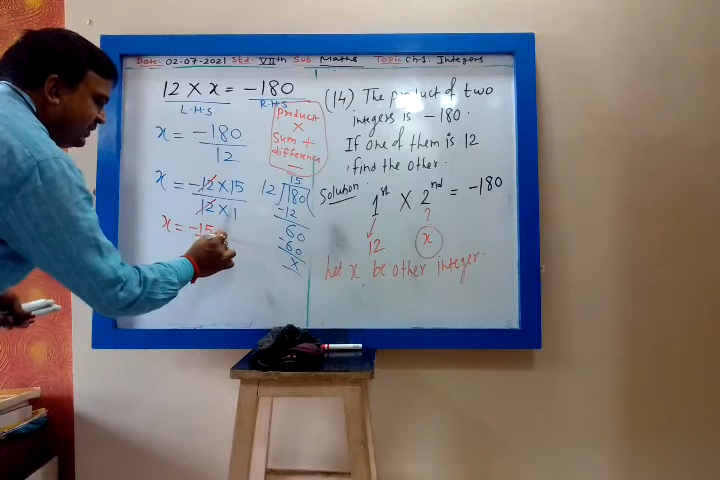 Date: 02-07-2021 Std: VIIth Sub: Maths Topic: Ch-1. Integers
12 × x = -180
L.H.S R.H.S
x = -180
12
x = -12 × 15
12 × 1
x = -15
Product
×
Sum +
difference
-
15
12 180
-12
60
-60
×
(14) The product of two
integers is -180.
If one of them is 12
find the other.
Solution
1st × 2nd = -180
?
12 x
Let x be other integer.